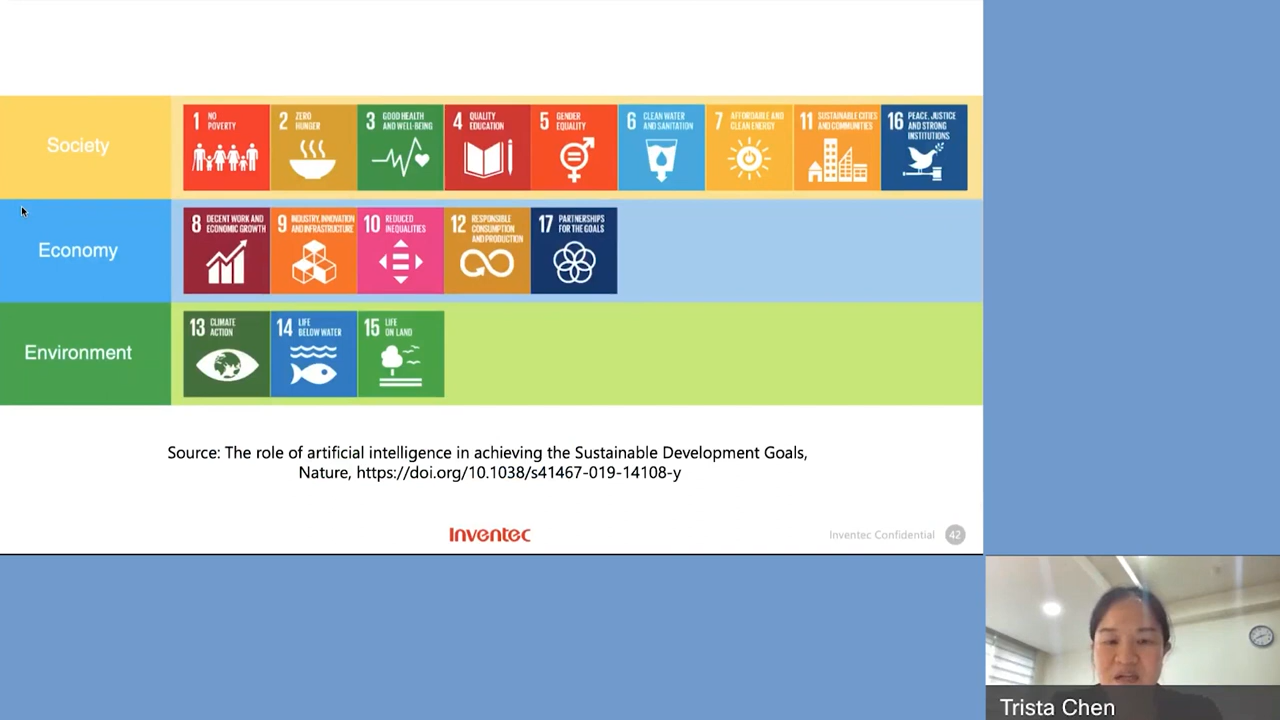 Society
1 NO POVERTY
2 ZERO HUNGER
3 GOOD HEALTH AND WELL-BEING
4 QUALITY EDUCATION
5 GENDER EQUALITY
6 CLEAN WATER AND SANITATION
7 AFFORDABLE AND CLEAN ENERGY
11 SUSTAINABLE CITIES AND COMMUNITIES
16 PEACE, JUSTICE AND STRONG INSTITUTIONS
Economy
8 DECENT WORK AND ECONOMIC GROWTH
9 INDUSTRY, INNOVATION AND INFRASTRUCTURE
10 REDUCED INEQUALITIES
12 RESPONSIBLE CONSUMPTION AND PRODUCTION
17 PARTNERSHIPS FOR THE GOALS
Environment
13 CLIMATE ACTION
14 LIFE BELOW WATER
15 LIFE ON LAND
Source: The role of artificial intelligence in achieving the Sustainable Development Goals,
Nature, https://doi.org/10.1038/s41467-019-14108-y
Inventec
Inventec Confidential 42
Trista Chen